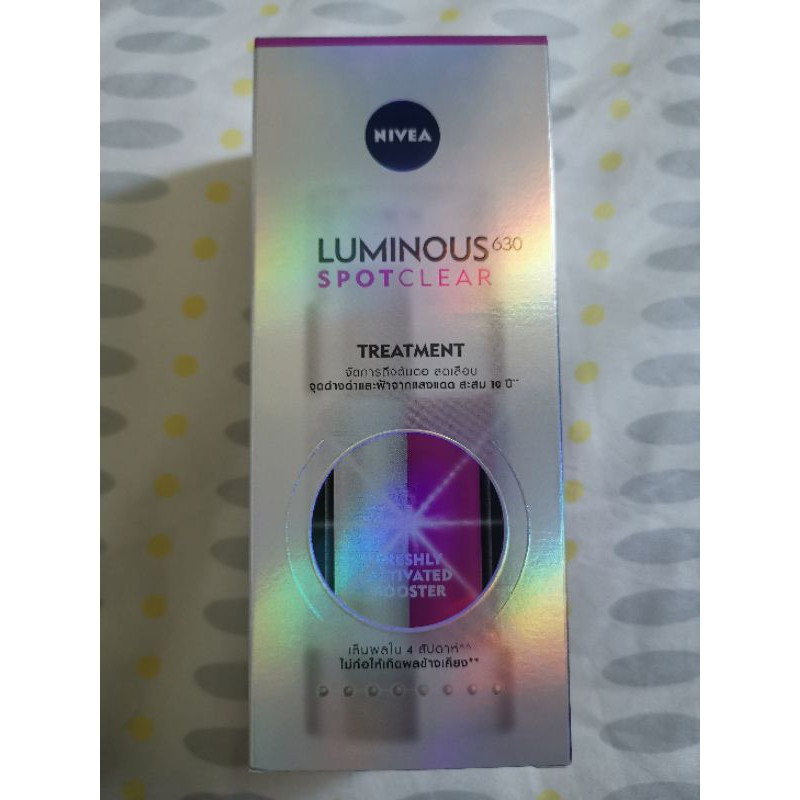 NIVEA
LUMINOUS630
SPOTCLEAR
TREATMENT
จัดการถึงต้นตอ ลดเลือน
จุดด่างดำและฝ้าจากแสงแดด สะสม 10 ปี**
FRESHLY
ACTIVATED
BOOSTER
เห็นผลใน 4 สัปดาห์^^
ไม่ก่อให้เกิดผลข้างเคียง**